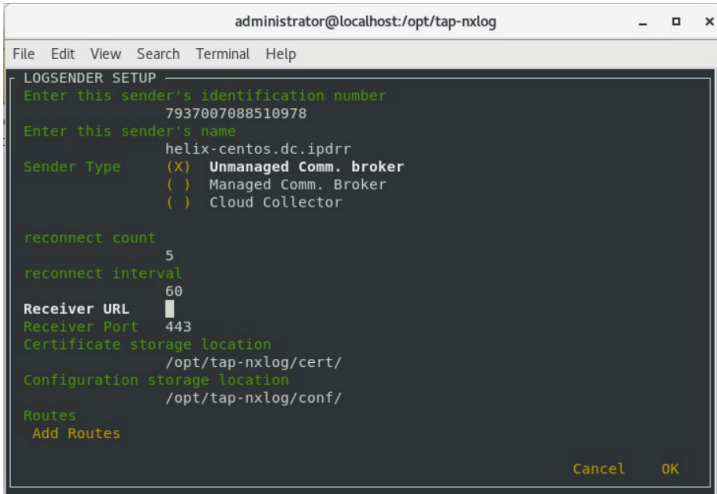 administrator@localhost:/opt/tap-nxlog
File Edit View Search Terminal Help
LOGSENDER SETUP
Enter this sender's identification number
7937007088510978
Enter this sender's name
helix-centos.dc.ipdrr
Sender Type (X) Unmanaged Comm. broker
( ) Managed Comm. Broker
( ) Cloud Collector
reconnect count
5
reconnect interval
60
Receiver URL
Receiver Port 443
Certificate storage location
/opt/tap-nxlog/cert/
Configuration storage location
/opt/tap-nxlog/conf/
Routes
Add Routes
Cancel OK